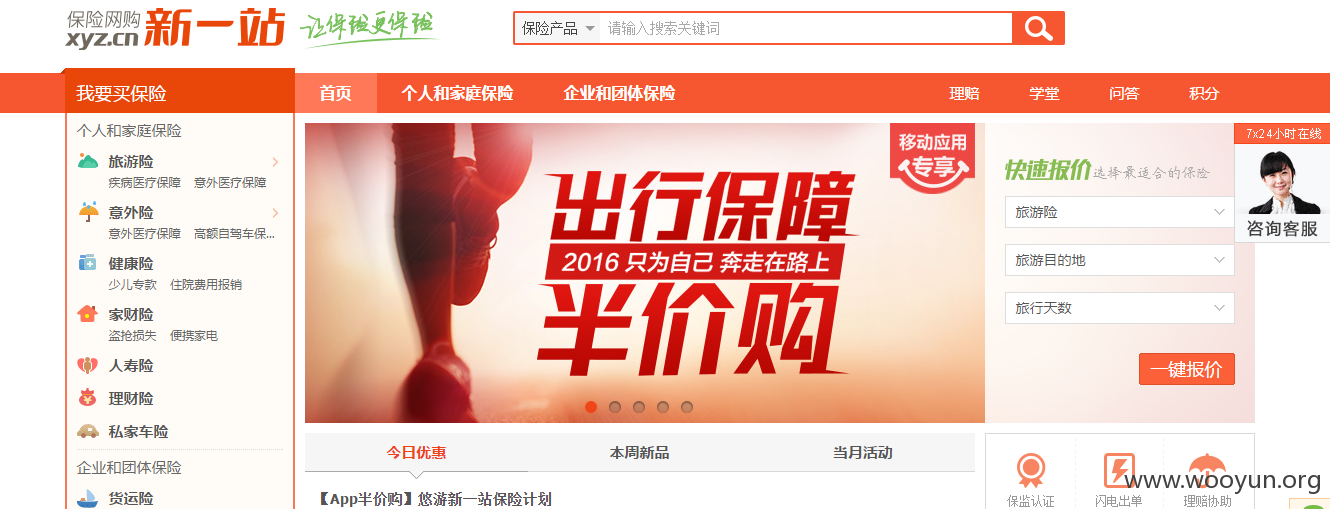 保险网购
xyz.cn
新一站
让保险更保险
保险产品
请输入搜索关键词
我要买保险
首页
个人和家庭保险
企业和团体保险
理赔
学堂
问答
积分
个人和家庭保险
旅游险
疾病医疗保障 意外医疗保障
意外险
意外医疗保障 高额自驾车保...
健康险
少儿专款 住院费用报销
家财险
盗抢损失 便携家电
人寿险
理财险
私家车险
企业和团体保险
货运险
移动应用
专享
出行保障
2016 只为自己 奔走在路上
半价购
快速报价 选择最适合的保险
旅游险
旅游目的地
旅行天数
一键报价
7x24小时在线
咨询客服
今日优惠
本周新品
当月活动
【App半价购】悠游新一站保险计划
保监认证
闪电出单
理赔协助
www.wooyun.org